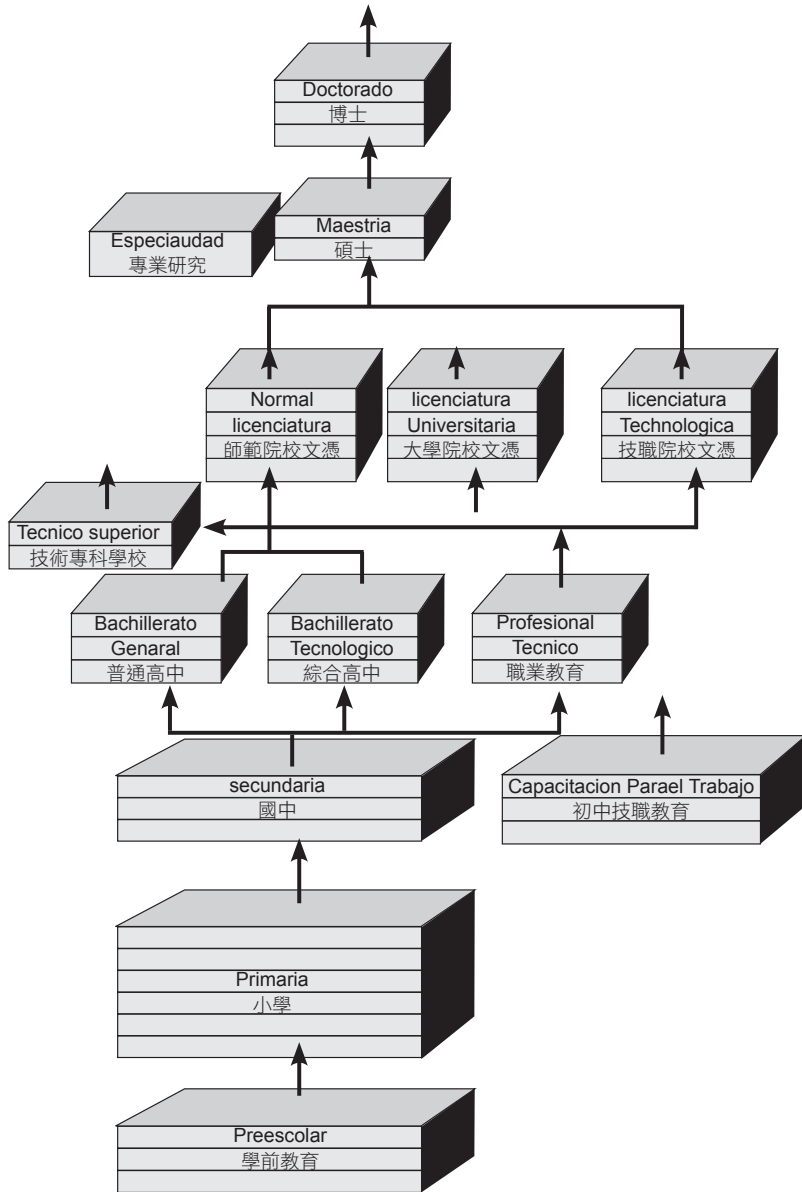 Doctorado
博士
Maestria
碩士
Especiaudad
專業研究
Normal
licenciatura
師範院校文憑
licenciatura
Universitaria
大學院校文憑
licenciatura
Technologica
技職院校文憑
Tecnico superior
技術專科學校
Bachillerato
Genaral
普通高中
Bachillerato
Tecnologico
綜合高中
Profesional
Tecnico
職業教育
secundaria
國中
Capacitacion Parael Trabajo
初中技職教育
Primaria
小學
Preescolar
學前教育